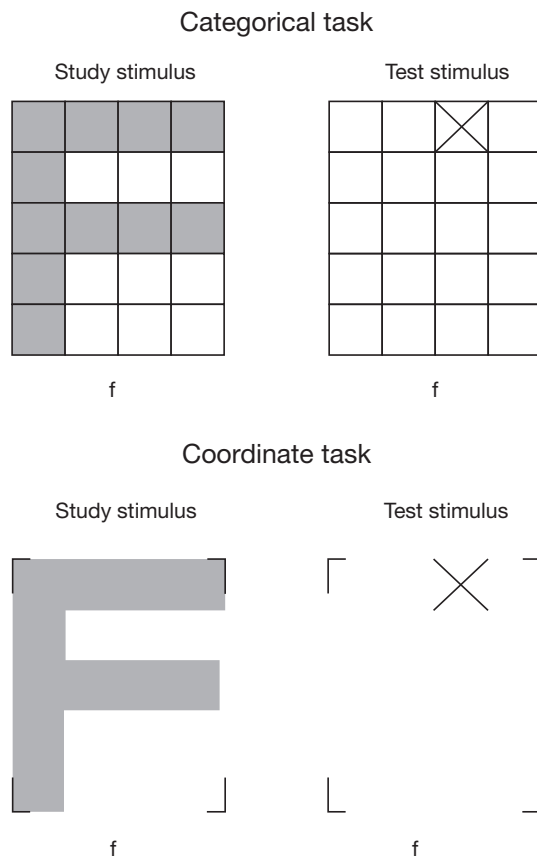 Categorical task
Study stimulus
Test stimulus
f
f
Coordinate task
Study stimulus
Test stimulus
f
f